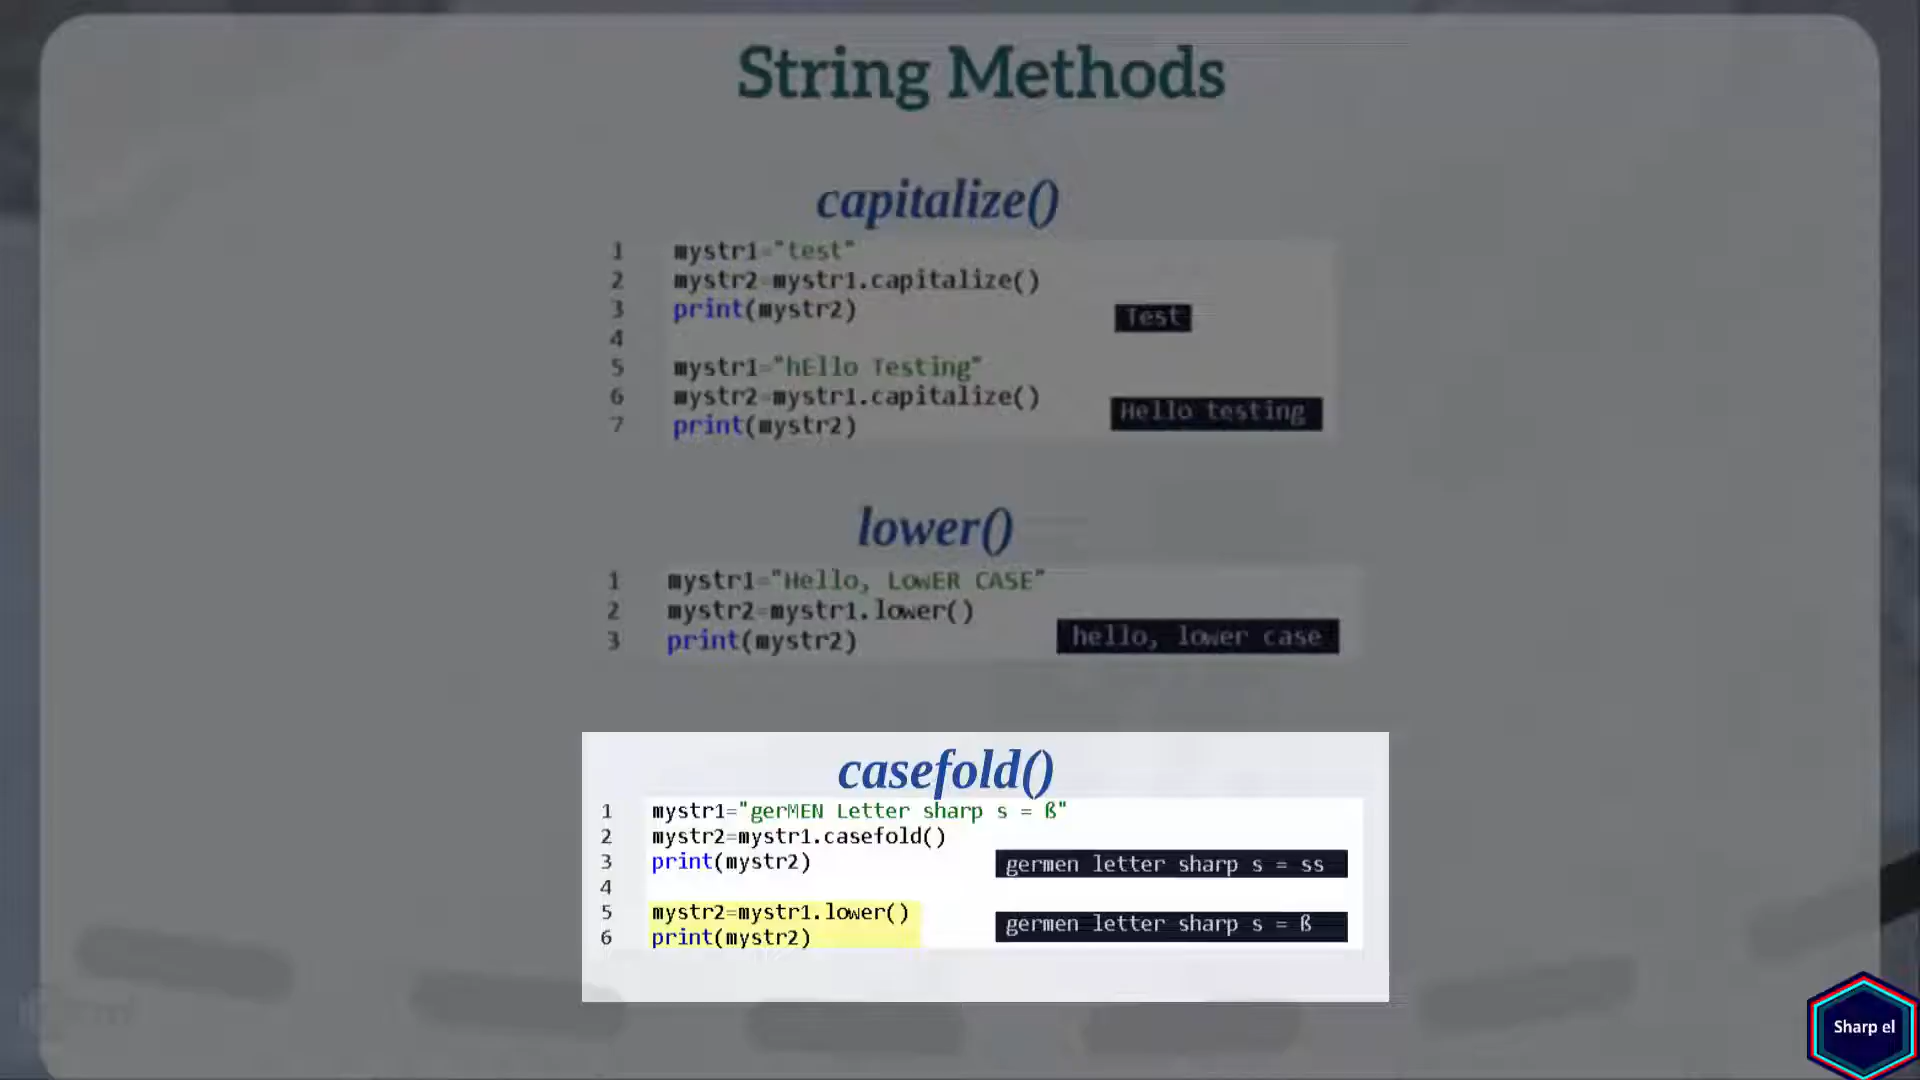 String Methods
capitalize()
1 mystr1="test"
2 mystr2=mystr1.capitalize()
3 print(mystr2)
Test
4
5 mystr1="hEllo Testing"
6 mystr2=mystr1.capitalize()
7 print(mystr2)
Hello testing
lower()
1 mystr1="Hello, LowER CASE"
2 mystr2=mystr1.lower()
3 print(mystr2)
hello, lower case
casefold()
1 mystr1="gerMEN Letter sharp s = ß"
2 mystr2=mystr1.casefold()
3 print(mystr2)
germen letter sharp s = ss
4
5 mystr2=mystr1.lower()
6 print(mystr2)
germen letter sharp s = ß
Sharp el